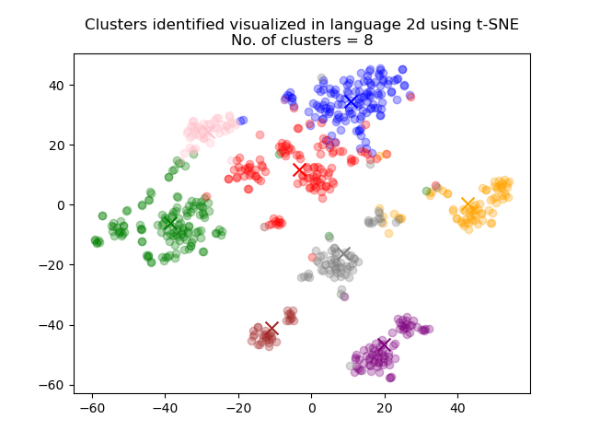 Clusters identified visualized in language 2d using t-SNE
No. of clusters = 8
40
20
0
−20
−40
−60
−60 −40 −20 0 20 40